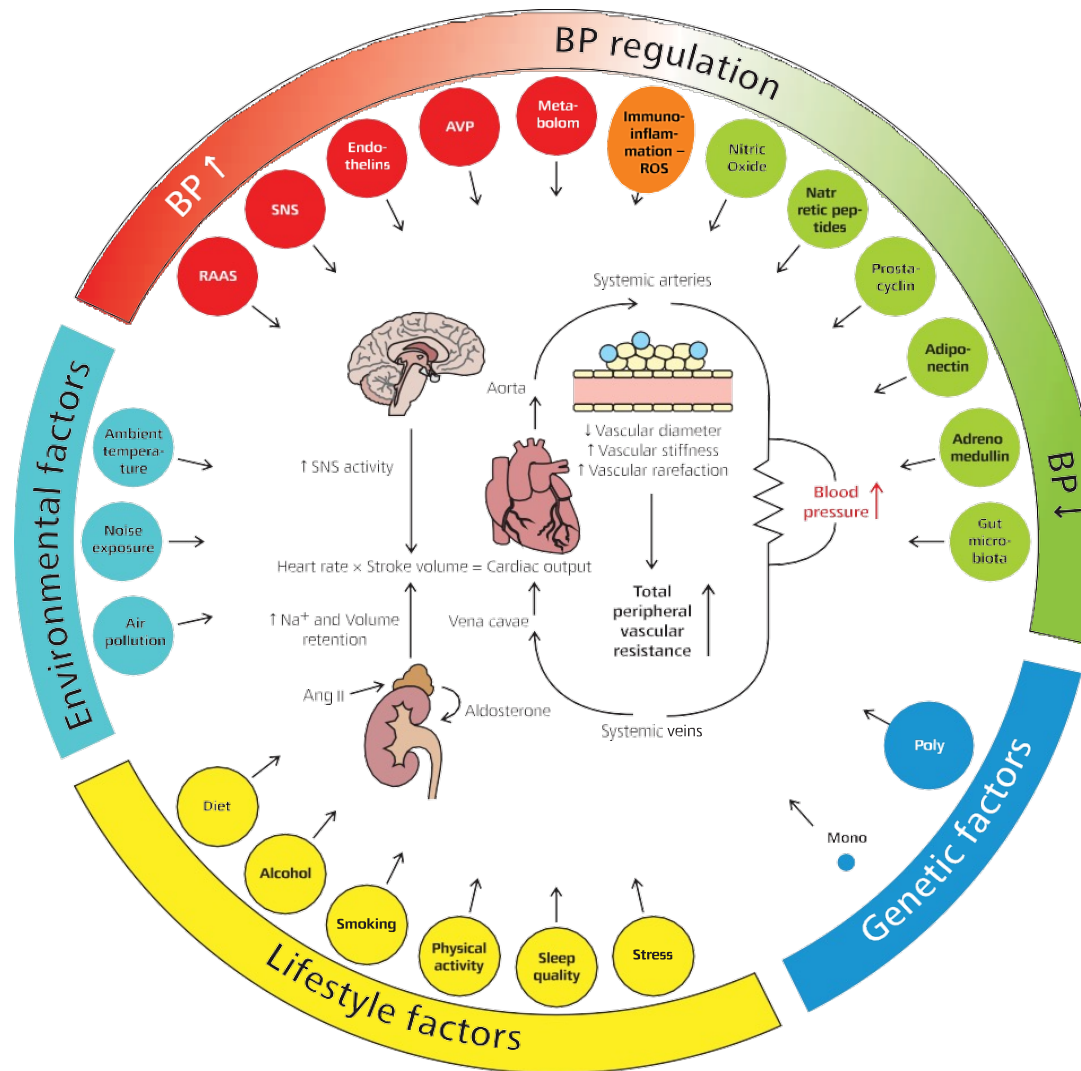 BP regulation
BP ↑
BP ↓
RAAS
SNS
Endo-
thelins
AVP
Meta-
bolom
Immuno-
inflam-
mation –
ROS
Nitric
Oxide
Natr
retic pep-
tides
Prosta-
cyclin
Adipo-
nectin
Adreno
medullin
Gut
micro-
biota
Environmental factors
Ambient
tempera-
ture
Noise
exposure
Air
pollution
Systemic arteries
Aorta
↓ Vascular diameter
↑ Vascular stiffness
↑ Vascular rarefaction
↑ SNS activity
Blood
pressure ↑
Heart rate × Stroke volume = Cardiac output
Total
peripheral
vascular
resistance ↑
↑ Na+ and Volume
retention
Vena cavae
Ang II
Aldosterone
Systemic veins
Genetic factors
Poly
Mono
Lifestyle factors
Diet
Alcohol
Smoking
Physical
activity
Sleep
quality
Stress